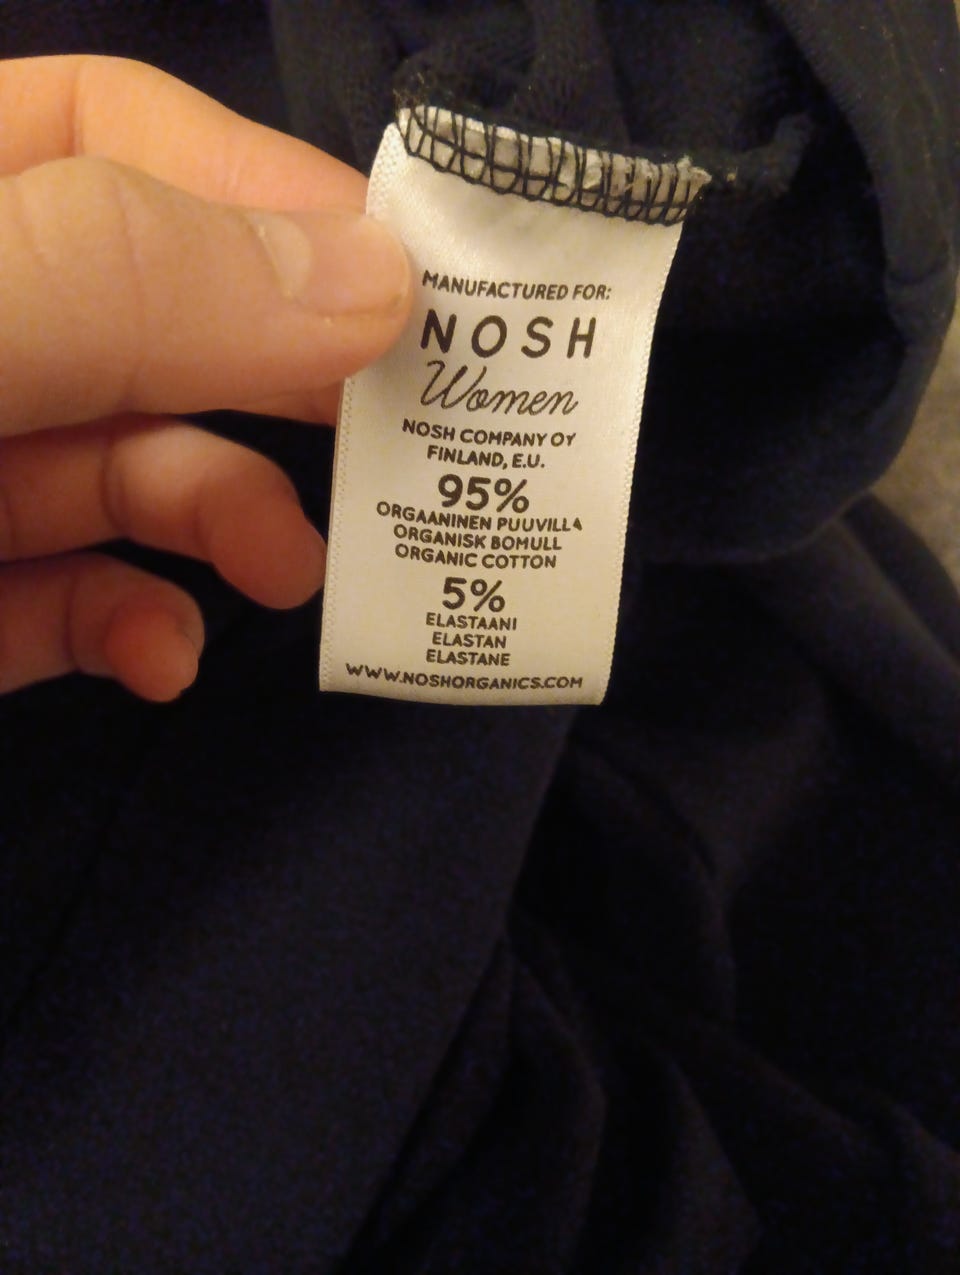 MANUFACTURED FOR:
NOSH
Women
NOSH COMPANY OY
FINLAND, E.U.
95%
ORGAANINEN PUUVILLA
ORGANISK BOMULL
ORGANIC COTTON
5%
ELASTAANI
ELASTAN
ELASTANE
WWW.NOSHORGANICS.COM